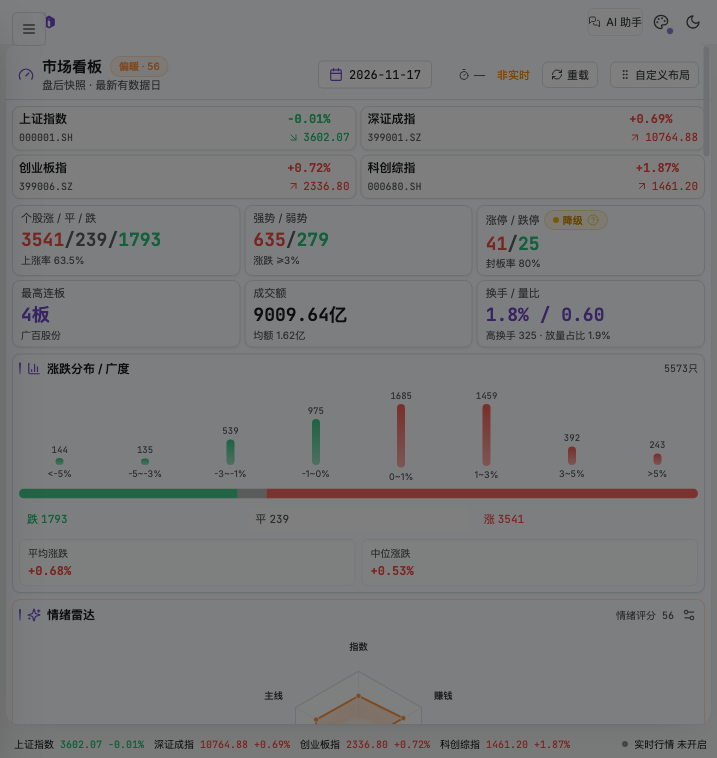 AI 助手
市场看板 偏暖 · 56
盘后快照 · 最新有数据日
2026-11-17
— 非实时 重载 自定义布局
上证指数 -0.01%
000001.SH 3602.07
深证成指 +0.69%
399001.SZ 10764.88
创业板指 +0.72%
399006.SZ 2336.80
科创综指 +1.87%
000680.SH 1461.20
个股涨 / 平 / 跌
3541/239/1793
上涨率 63.5%
强势 / 弱势
635/279
涨跌 ≥3%
涨停 / 跌停 降级
41/25
封板率 80%
最高连板
4板
广百股份
成交额
9009.64亿
均额 1.62亿
换手 / 量比
1.8% / 0.60
高换手 325 · 放量占比 1.9%
涨跌分布 / 广度 5573只
144 135 539 975 1685 1459 392 243
<-5% -5~-3% -3~-1% -1~0% 0~1% 1~3% 3~5% >5%
跌 1793 平 239 涨 3541
平均涨跌
+0.68%
中位涨跌
+0.53%
情绪雷达 情绪评分 56
指数
主线 赚钱
上证指数 3602.07 -0.01% 深证成指 10764.88 +0.69% 创业板指 2336.80 +0.72% 科创综指 1461.20 +1.87% 实时行情 未开启